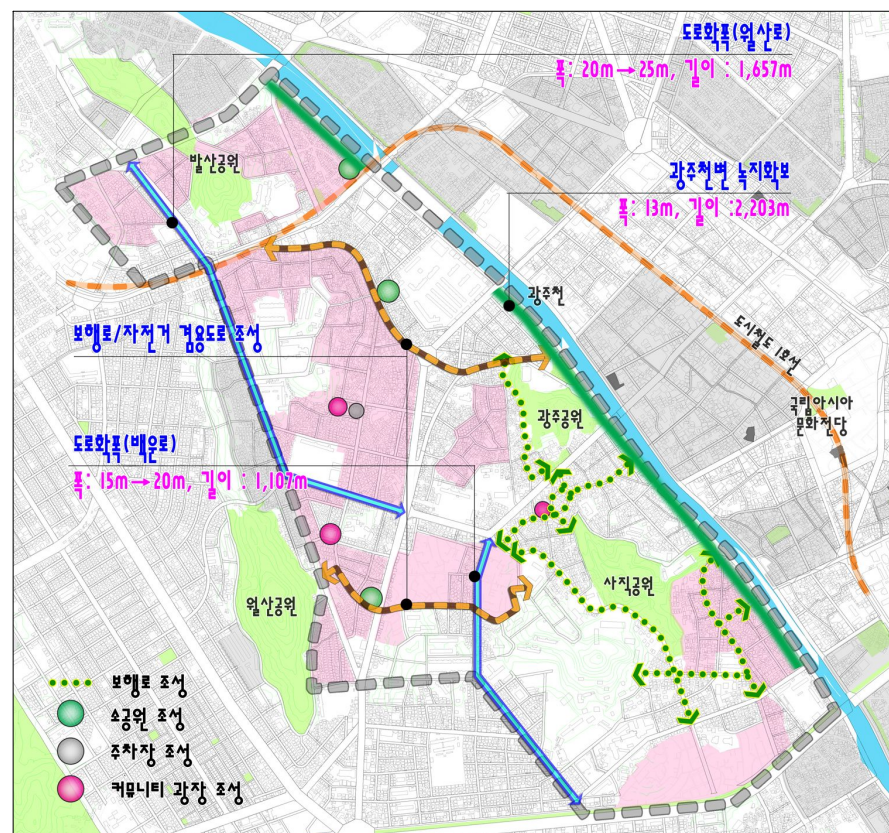 도로확폭(월산로)
폭: 20m→25m, 길이 : 1,657m
발산공원
광주천변 녹지확보
폭: 13m, 길이 :2,203m
광주천
보행로/자전거 겸용도로 조성
도시철도 1호선
국립아시아
문화전당
광주공원
도로확폭(백운로)
폭: 15m→20m, 길이 : 1,107m
사직공원
월산공원
보행로 조성
소공원 조성
주차장 조성
커뮤니티 광장 조성